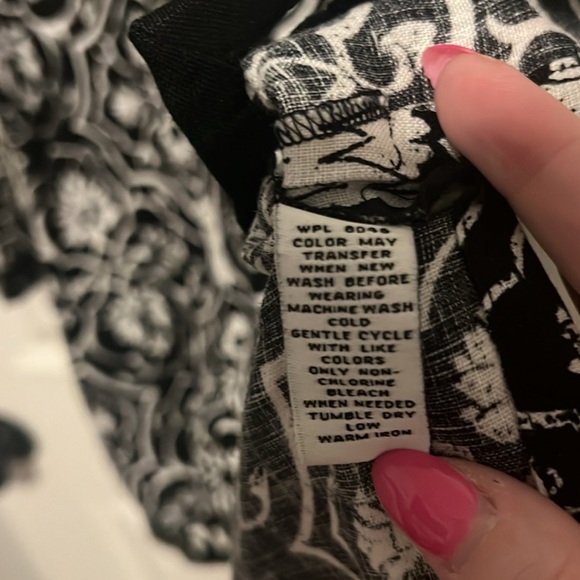 WPL 8046
COLOR MAY
TRANSFER
WHEN NEW
WASH BEFORE
WEARING
MACHINE WASH
COLD
GENTLE CYCLE
WITH LIKE
COLORS
ONLY NON-
CHLORINE
BLEACH
WHEN NEEDED
TUMBLE DRY
LOW
WARM IRON